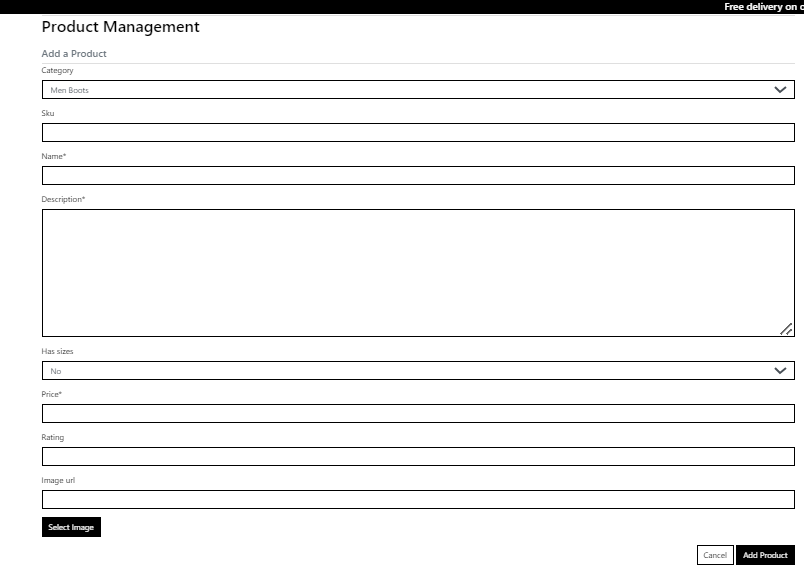 Free delivery on
Product Management
Add a Product
Category
Men Boots
Sku
Name*
Description*
Has sizes
No
Price*
Rating
Image url
Select Image
Cancel
Add Product